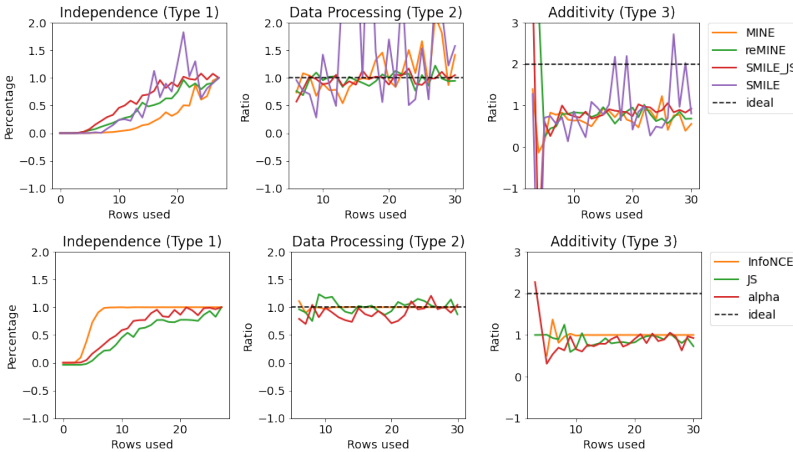 Independence (Type 1)
Data Processing (Type 2)
Additivity (Type 3)
2.0
1.5
1.0
0.5
0.0
−0.5
−1.0
Percentage
0
10
20
Rows used
2.0
1.5
1.0
0.5
0.0
−0.5
−1.0
Ratio
10
20
30
Rows used
3
2
1
0
−1
Ratio
10
20
30
Rows used
MINE
reMINE
SMILE_JS
SMILE
ideal
Independence (Type 1)
Data Processing (Type 2)
Additivity (Type 3)
2.0
1.5
1.0
0.5
0.0
−0.5
−1.0
Percentage
0
10
20
Rows used
2.0
1.5
1.0
0.5
0.0
−0.5
−1.0
Ratio
10
20
30
Rows used
3
2
1
0
−1
Ratio
10
20
30
Rows used
InfoNCE
JS
alpha
ideal